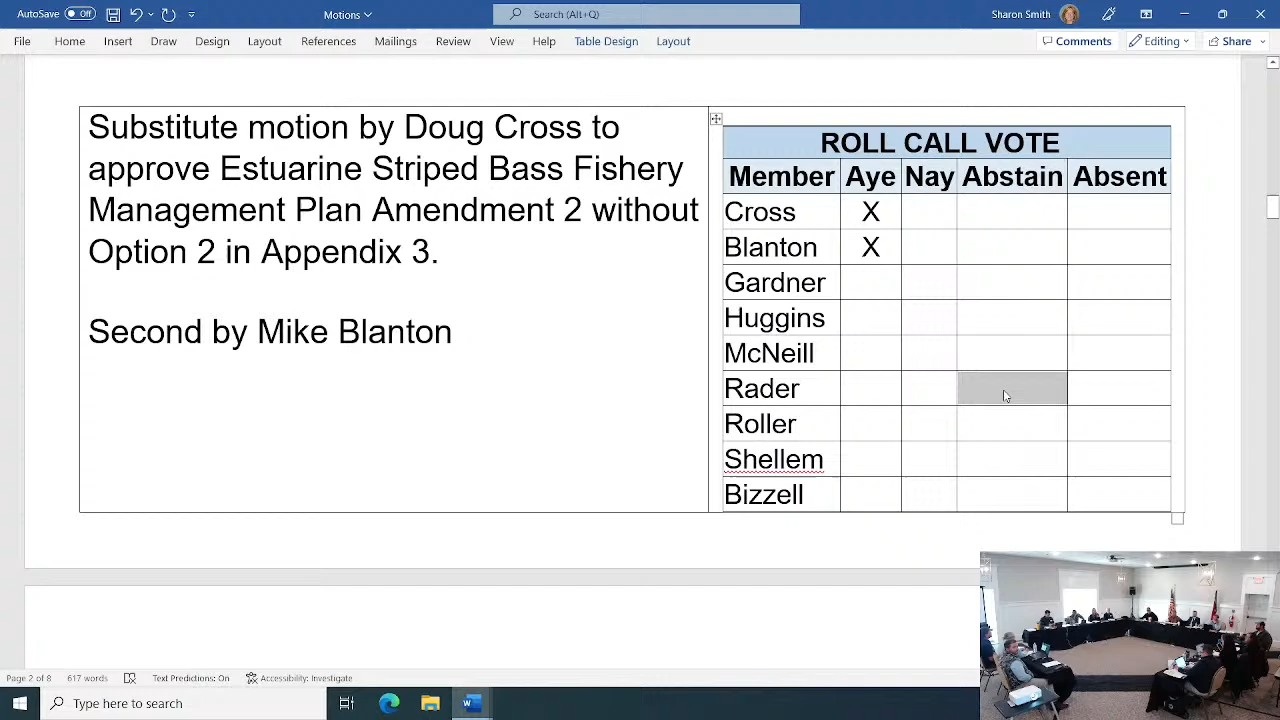 AutoSave Off Motions Search (Alt+Q) Sharon Smith
File Home Insert Draw Design Layout References Mailings Review View Help Table Design Layout Comments Editing Share
Substitute motion by Doug Cross to
approve Estuarine Striped Bass Fishery
Management Plan Amendment 2 without
Option 2 in Appendix 3.
Second by Mike Blanton
ROLL CALL VOTE
Member Aye Nay Abstain Absent
Cross X
Blanton X
Gardner
Huggins
McNeill
Rader
Roller
Shellem
Bizzell
Page 2 of 8 617 words Text Predictions: On Accessibility: Investigate
Type here to search